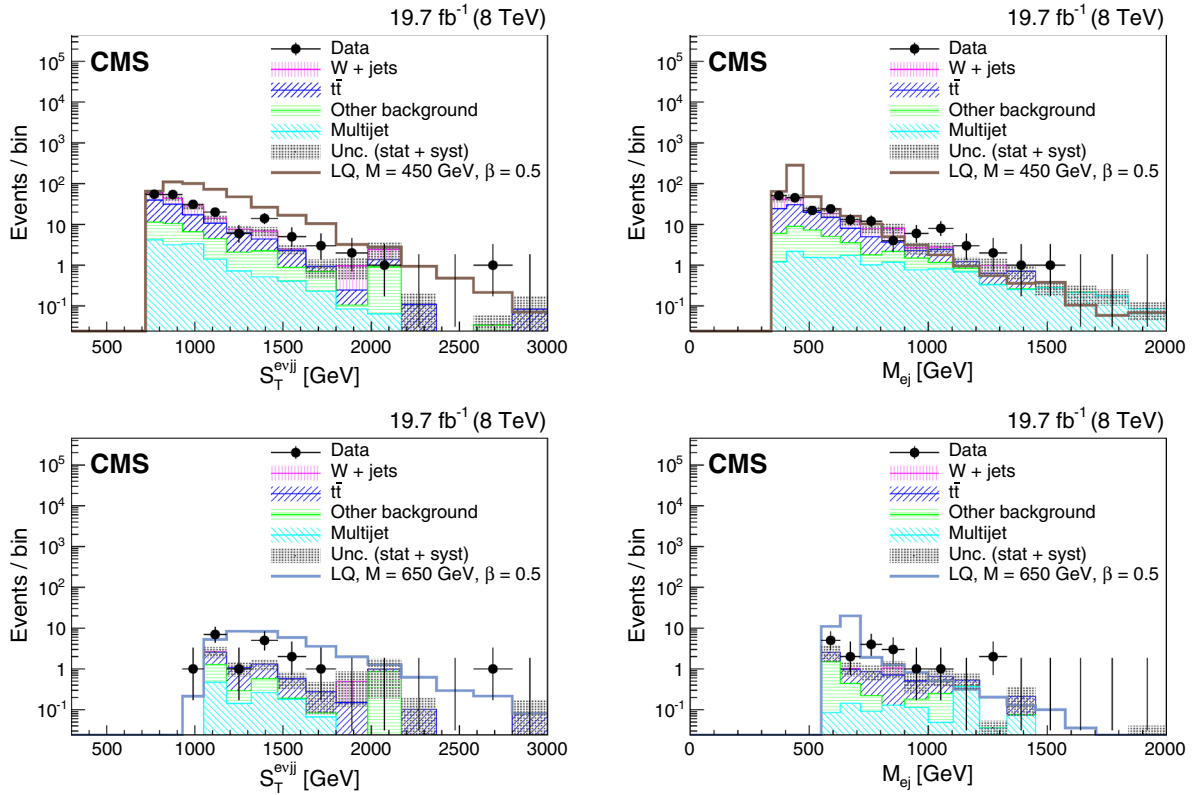 19.7 fb⁻¹ (8 TeV)
CMS
Data
W + jets
tt̄
Other background
Multijet
Unc. (stat + syst)
LQ, M = 450 GeV, β = 0.5
Events / bin
10⁵
10⁴
10³
10²
10
1
10⁻¹
500 1000 1500 2000 2500 3000
S_T^eνjj [GeV]
19.7 fb⁻¹ (8 TeV)
CMS
Data
W + jets
tt̄
Other background
Multijet
Unc. (stat + syst)
LQ, M = 450 GeV, β = 0.5
Events / bin
10⁵
10⁴
10³
10²
10
1
10⁻¹
0 500 1000 1500 2000
M_ej [GeV]
19.7 fb⁻¹ (8 TeV)
CMS
Data
W + jets
tt̄
Other background
Multijet
Unc. (stat + syst)
LQ, M = 650 GeV, β = 0.5
Events / bin
10⁵
10⁴
10³
10²
10
1
10⁻¹
500 1000 1500 2000 2500 3000
S_T^eνjj [GeV]
19.7 fb⁻¹ (8 TeV)
CMS
Data
W + jets
tt̄
Other background
Multijet
Unc. (stat + syst)
LQ, M = 650 GeV, β = 0.5
Events / bin
10⁵
10⁴
10³
10²
10
1
10⁻¹
0 500 1000 1500 2000
M_ej [GeV]